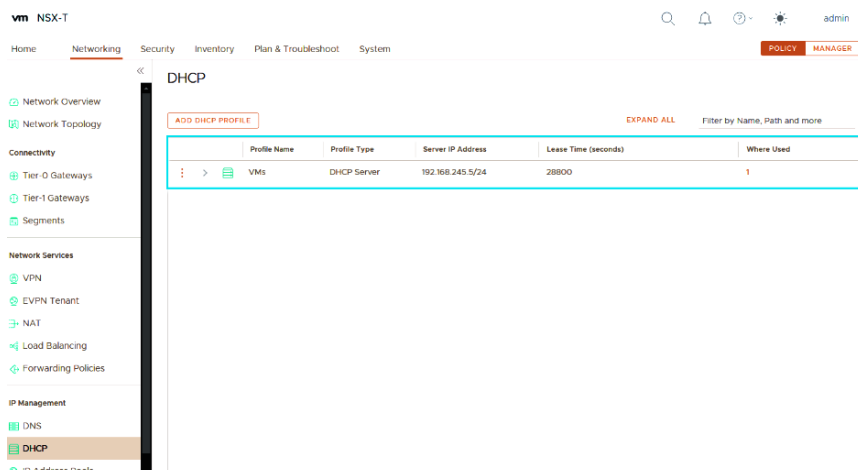 vm NSX-T
admin
Home Networking Security Inventory Plan & Troubleshoot System
POLICY MANAGER
DHCP
Network Overview
Network Topology
Connectivity
Tier-0 Gateways
Tier-1 Gateways
Segments
Network Services
VPN
EVPN Tenant
NAT
Load Balancing
Forwarding Policies
IP Management
DNS
DHCP
IP Address Pools
ADD DHCP PROFILE
EXPAND ALL
Filter by Name, Path and more
Profile Name Profile Type Server IP Address Lease Time (seconds) Where Used
VMs DHCP Server 192.168.245.5/24 28800 1